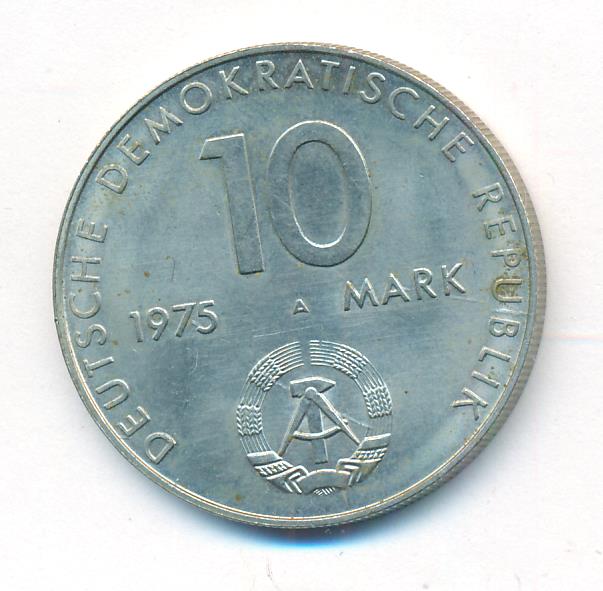 DEUTSCHE DEMOKRATISCHE REPUBLIK
10
1975 A MARK